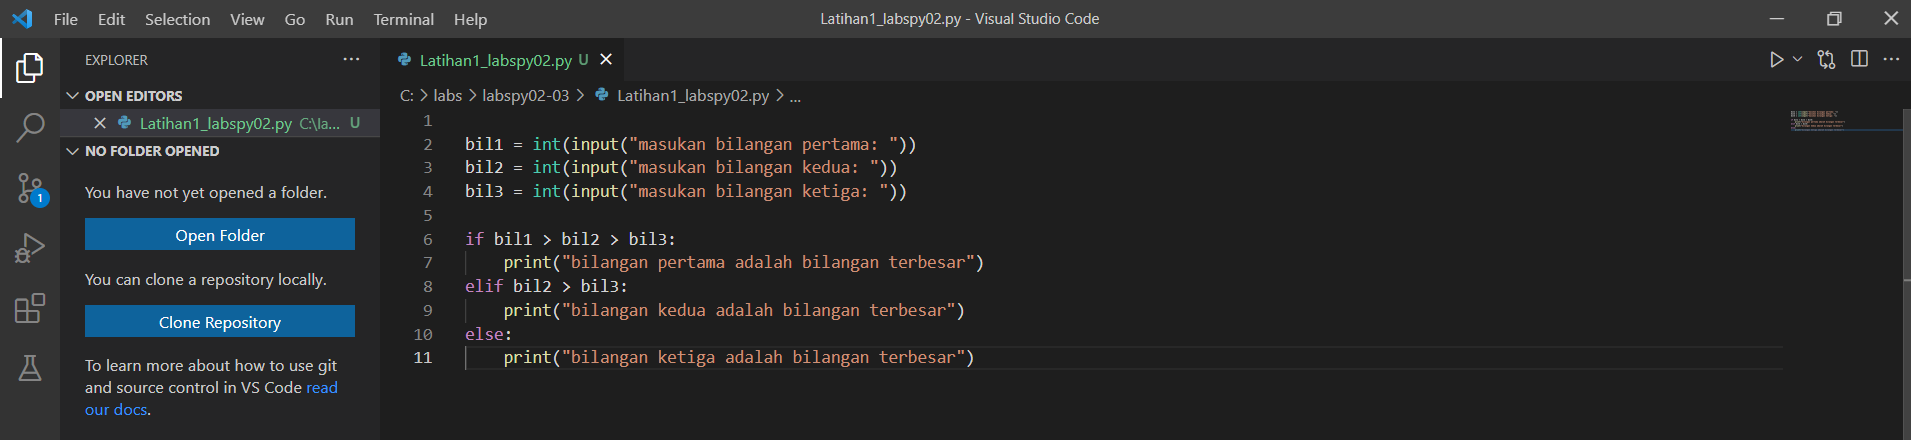 File Edit Selection View Go Run Terminal Help Latihan1_labspy02.py - Visual Studio Code
EXPLORER
OPEN EDITORS
Latihan1_labspy02.py C:\la... U
NO FOLDER OPENED
You have not yet opened a folder.
Open Folder
You can clone a repository locally.
Clone Repository
To learn more about how to use git
and source control in VS Code read
our docs.
1
Latihan1_labspy02.py U
C: > labs > labspy02-03 > Latihan1_labspy02.py > ...
1
2 bil1 = int(input("masukan bilangan pertama: "))
3 bil2 = int(input("masukan bilangan kedua: "))
4 bil3 = int(input("masukan bilangan ketiga: "))
5
6 if bil1 > bil2 > bil3:
7     print("bilangan pertama adalah bilangan terbesar")
8 elif bil2 > bil3:
9     print("bilangan kedua adalah bilangan terbesar")
10 else:
11     print("bilangan ketiga adalah bilangan terbesar")